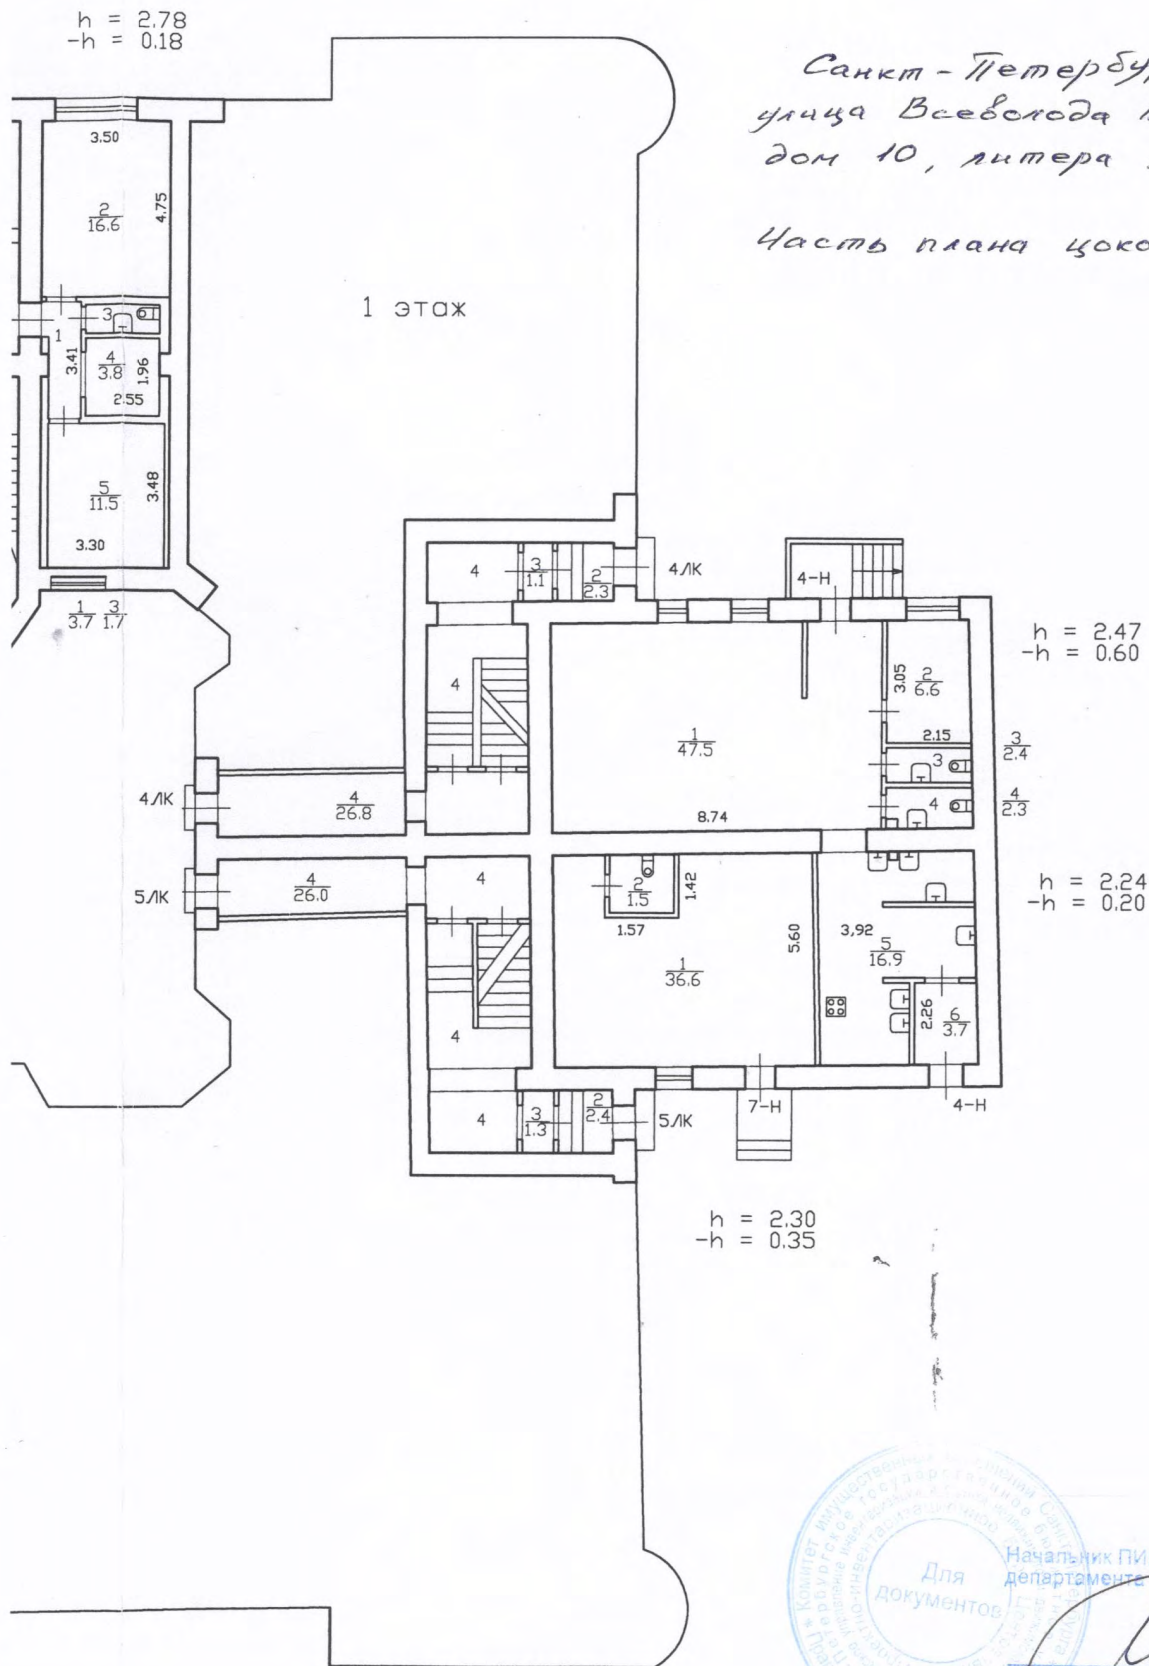 h = 2.78
-h = 0.18
Санкт-Петербу
улица Всеволода
дом 10, литера
Часть плана цоко
3.50
2
16.6
4.75
1 этаж
3
1
3.41
4
3.8
1.96
2.55
5
11.5
3.48
3.30
1 3
3.7 1.7
4
3
1.1
2
2.3
4ЛК
4-Н
h = 2.47
-h = 0.60
4
3.05
2
6.6
2.15
1
47.5
3
3
2.4
4
4
2.3
8.74
4ЛК
4
26.8
5ЛК
4
26.0
4
2
1.5
1.42
1.57
5.60
1
36.6
3,92
5
16.9
h = 2.24
-h = 0.20
2.26
6
3.7
4
4
3
1.3
2
2.4
5ЛК
7-Н
4-Н
h = 2.30
-h = 0.35
Для
документов
Начальник ПИ
департамента